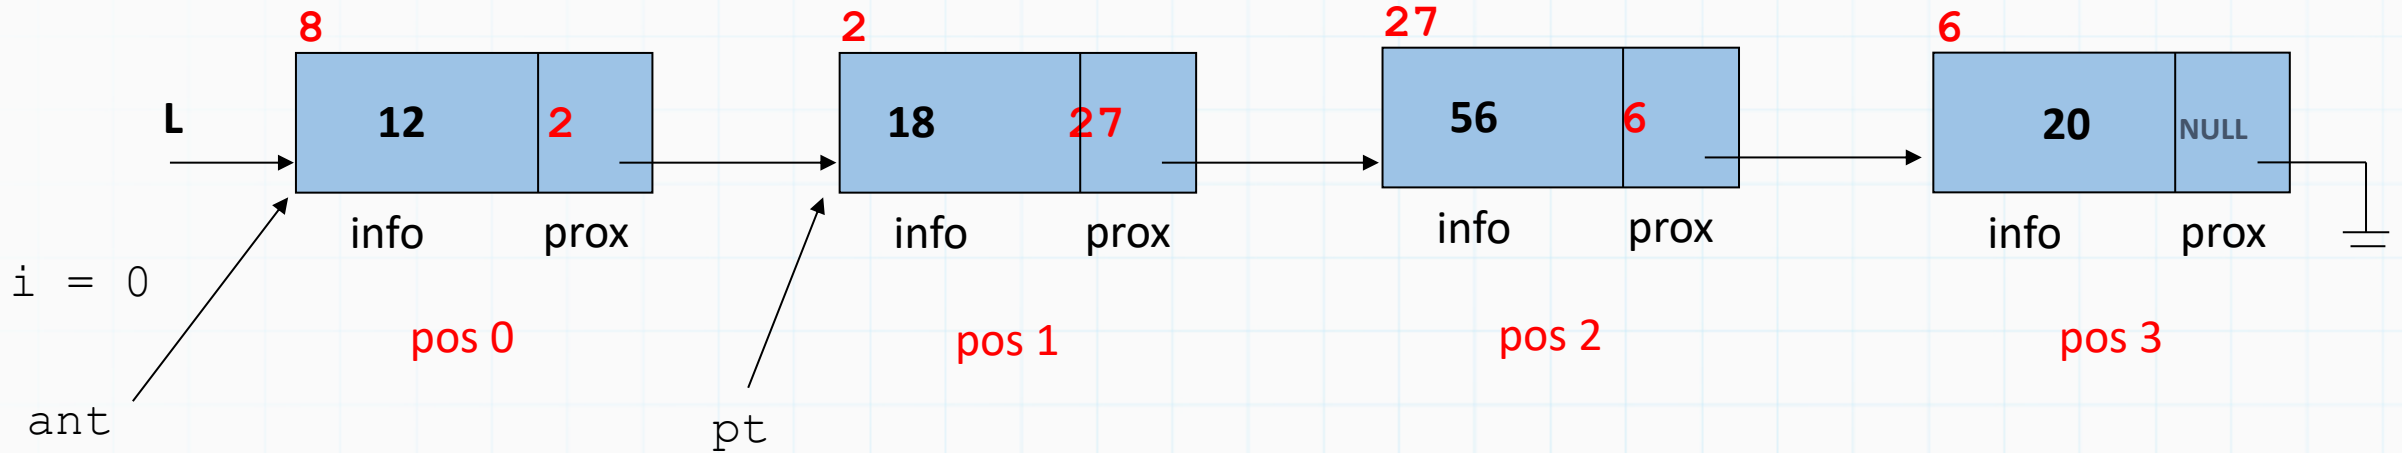 8 2 27 6
L 12 2 18 27 56 6 20 NULL
info prox info prox info prox info prox
i = 0
pos 0 pos 1 pos 2 pos 3
ant pt